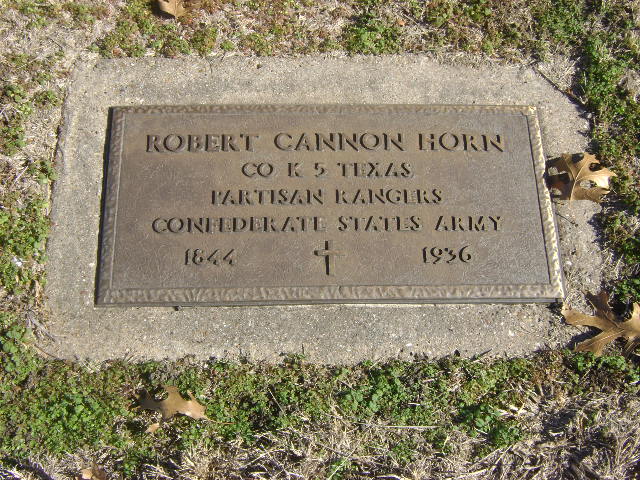 ROBERT CANNON HORN
CO K 5 TEXAS
PARTISAN RANGERS
CONFEDERATE STATES ARMY
1844 1936